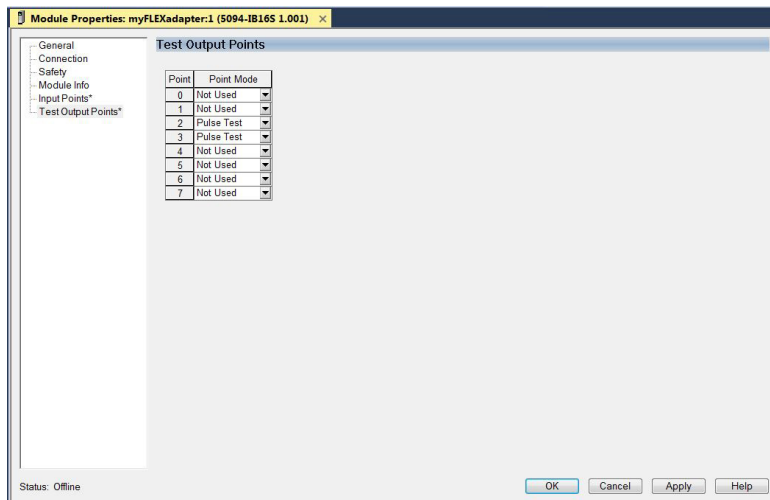 Module Properties: myFLEXadapter:1 (5094-IB16S 1.001) ×
General
Connection
Safety
Module Info
Input Points*
Test Output Points*
Test Output Points
Point Point Mode
0 Not Used
1 Not Used
2 Pulse Test
3 Pulse Test
4 Not Used
5 Not Used
6 Not Used
7 Not Used
Status: Offline
OK Cancel Apply Help